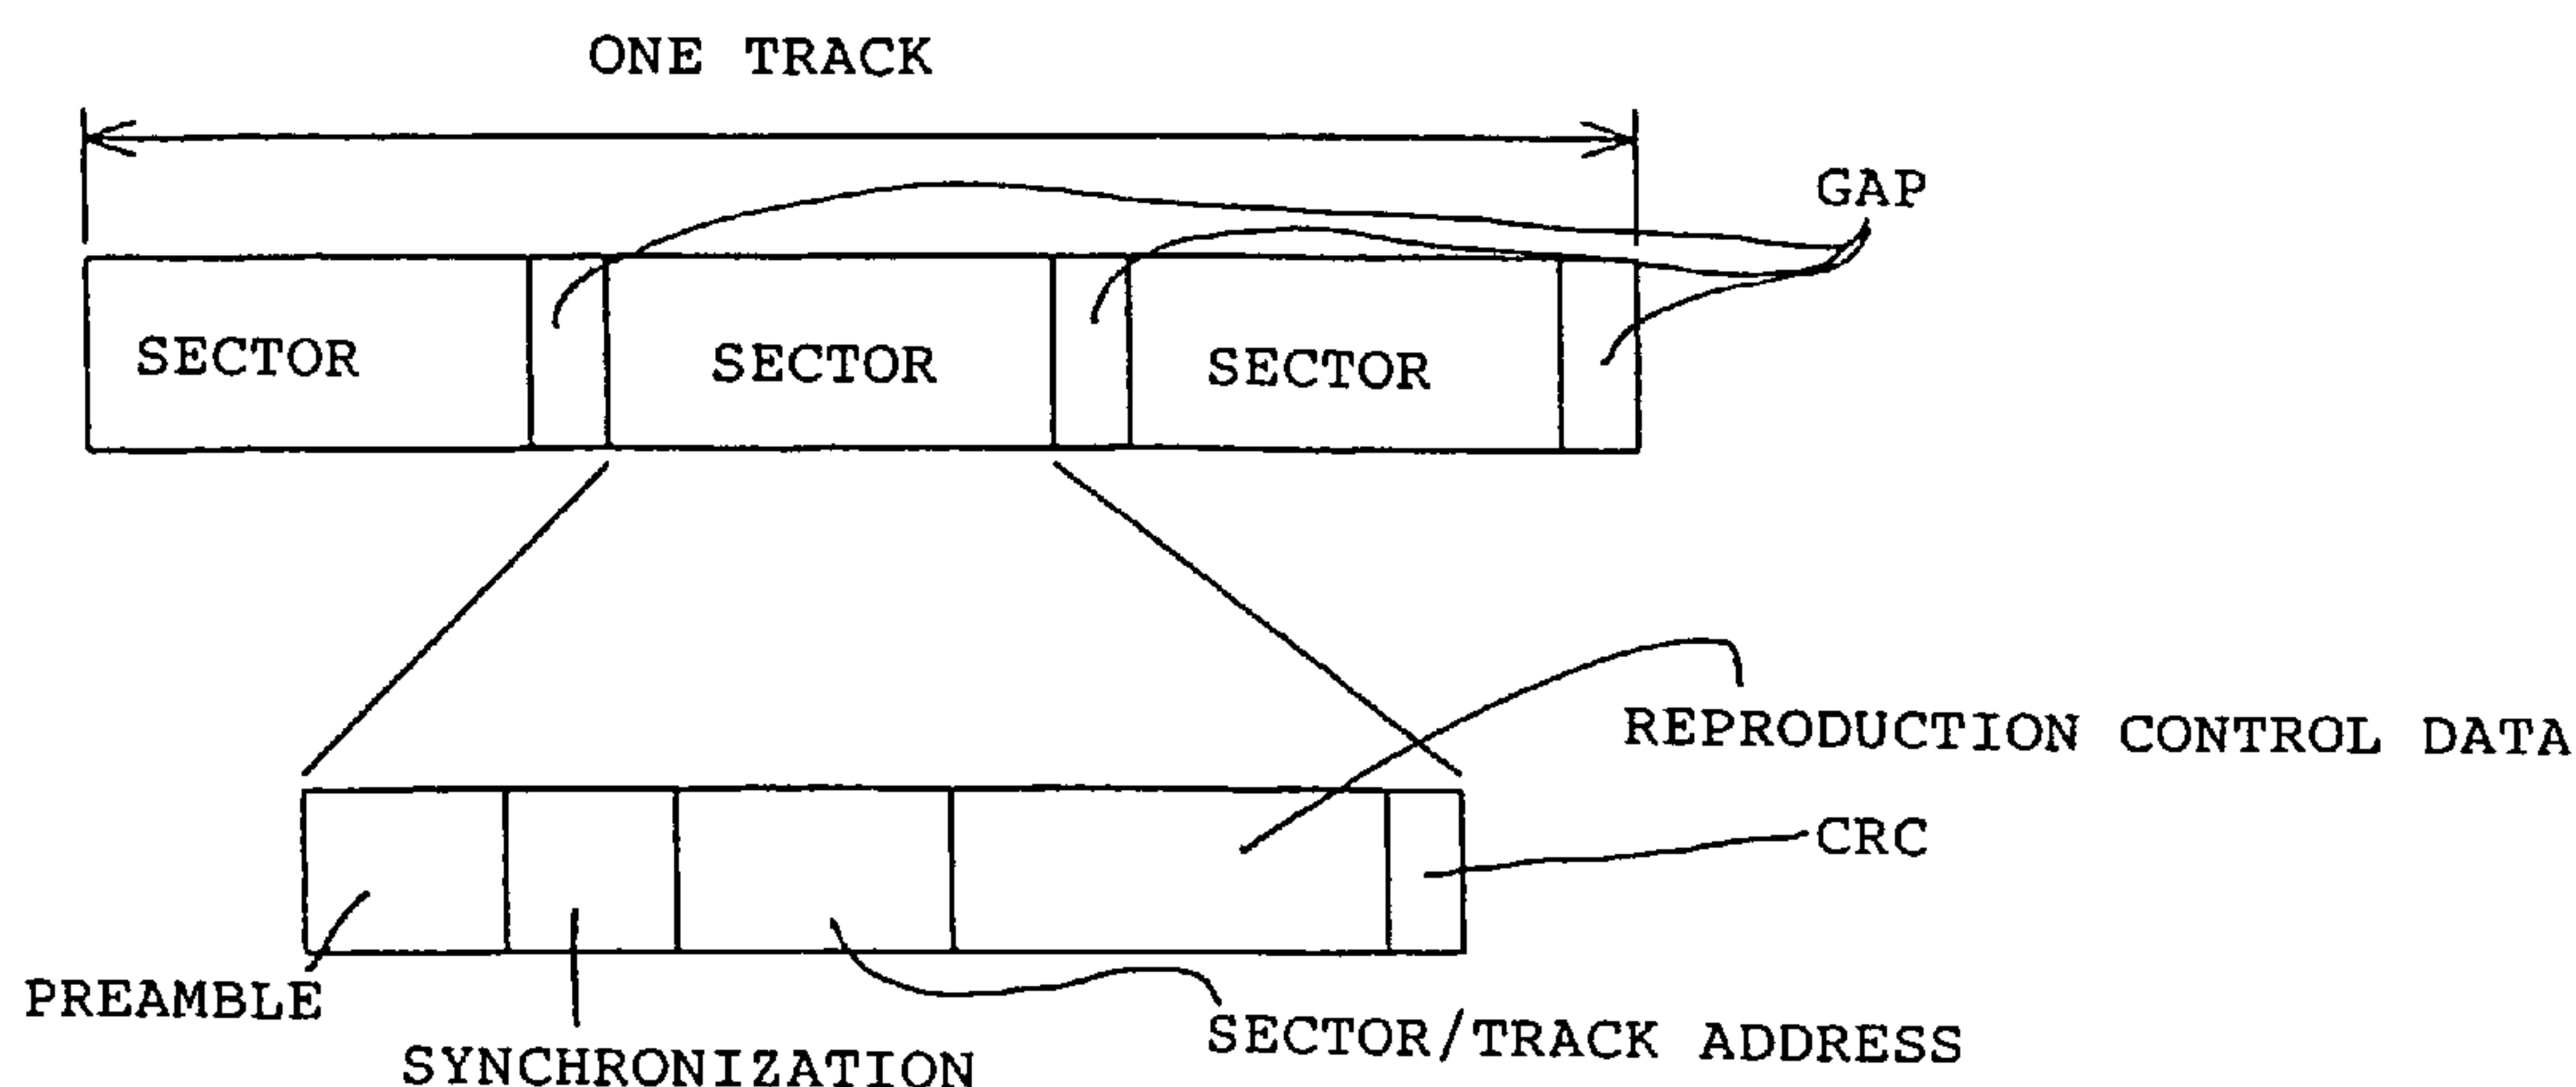 ONE TRACK
GAP
SECTOR
SECTOR
SECTOR
REPRODUCTION CONTROL DATA
CRC
PREAMBLE
SECTOR/TRACK ADDRESS
SYNCHRONIZATION